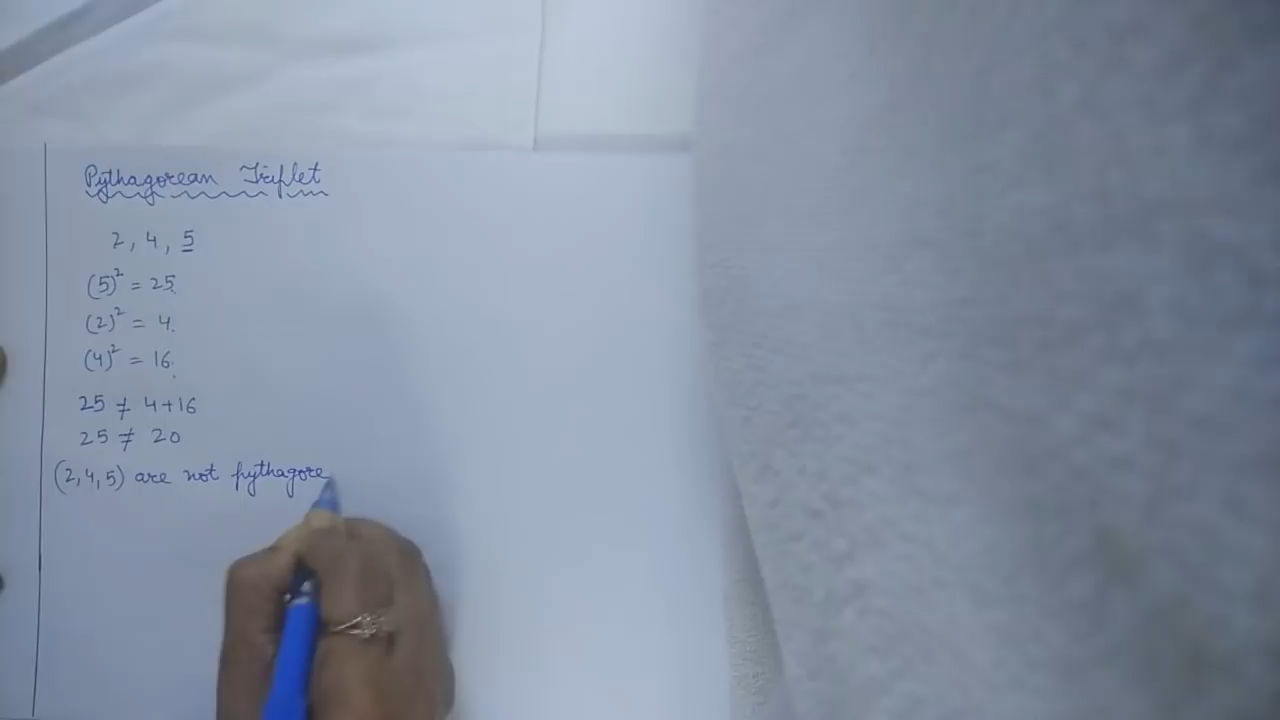 Pythagorean Triplet
2, 4, 5
(5)² = 25.
(2)² = 4.
(4)² = 16.
25 ≠ 4+16
25 ≠ 20
(2,4,5) are not pythagore